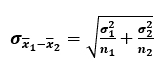 σ_{x̅₁−x̅₂} = √(σ₁²/n₁ + σ₂²/n₂)